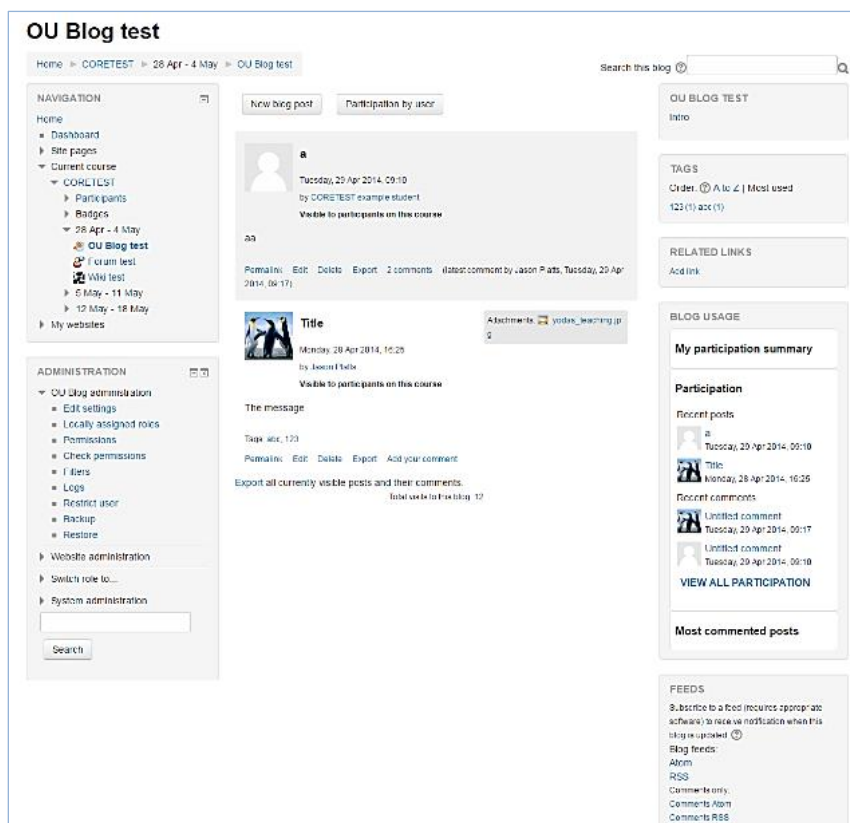 OU Blog test
Home ► CORETEST ► 28 Apr - 4 May ► OU Blog test
Search this blog
NAVIGATION
Home
Dashboard
Site pages
Current course
CORETEST
Participants
Badges
28 Apr - 4 May
OU Blog test
Forum test
Wiki test
5 May - 11 May
12 May - 18 May
My websites
ADMINISTRATION
OU Blog administration
Edit settings
Locally assigned roles
Permissions
Check permissions
Filters
Logs
Restrict user
Backup
Restore
Website administration
Switch role to...
System administration
Search
New blog post
Participation by user
a
Tuesday, 29 Apr 2014, 09:10
by CORETEST example student
Visible to participants on this course
aa
Permalink Edit Delete Export 2 comments (latest comment by Jason Platts, Tuesday, 29 Apr
2014, 09:17)
Title
Attachments: yodas_teaching.jp
g
Monday, 28 Apr 2014, 16:25
by Jason Platts
Visible to participants on this course
The message
Tags: abc, 123
Permalink Edit Delete Export Add your comment
Export all currently visible posts and their comments.
Total visits to this blog: 12
OU BLOG TEST
Intro
TAGS
Order: A to Z | Most used
123 (1) abc (1)
RELATED LINKS
Add link
BLOG USAGE
My participation summary
Participation
Recent posts
a
Tuesday, 29 Apr 2014, 09:10
Title
Monday, 28 Apr 2014, 16:25
Recent comments
Untitled comment
Tuesday, 29 Apr 2014, 09:17
Untitled comment
Tuesday, 29 Apr 2014, 09:10
VIEW ALL PARTICIPATION
Most commented posts
FEEDS
Subscribe to a feed (requires appropriate
software) to receive notification when this
blog is updated.
Blog feeds:
Atom
RSS
Comments only:
Comments Atom
Comments RSS